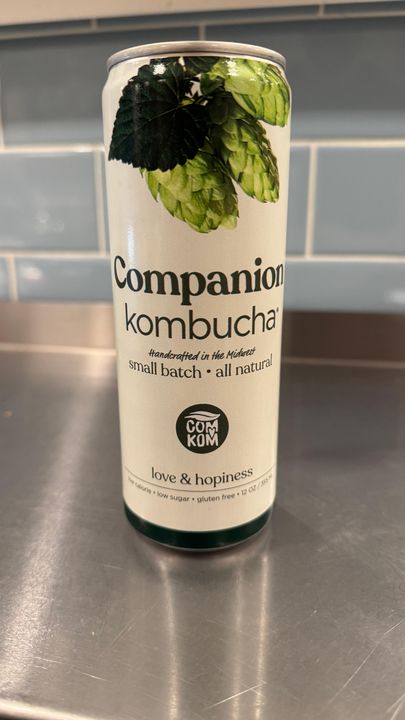 Companion
kombucha
Handcrafted in the Midwest
small batch • all natural
COM
KOM
love & hopiness
low calorie • low sugar • gluten free • 12 OZ /